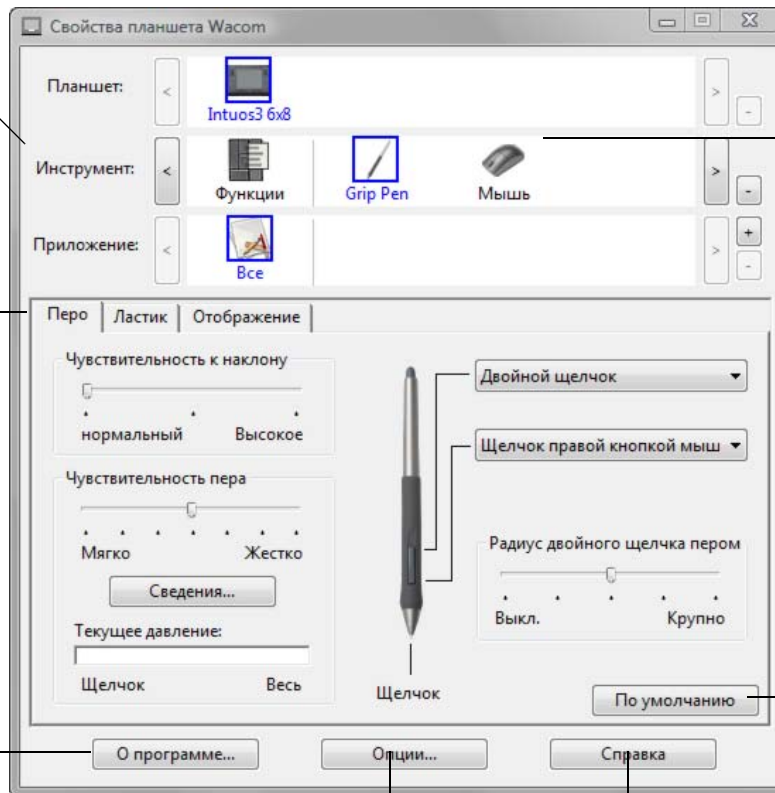 Свойства планшета Wacom
Планшет:
Intuos3 6x8
Инструмент:
Функции Grip Pen Мышь
Приложение:
Все
Перо Ластик Отображение
Чувствительность к наклону
нормальный Высокое
Чувствительность пера
Мягко Жестко
Сведения...
Текущее давление:
Щелчок Весь
Щелчок
Двойной щелчок
Щелчок правой кнопкой мыш
Радиус двойного щелчка пером
Выкл. Крупно
По умолчанию
О программе... Опции... Справка